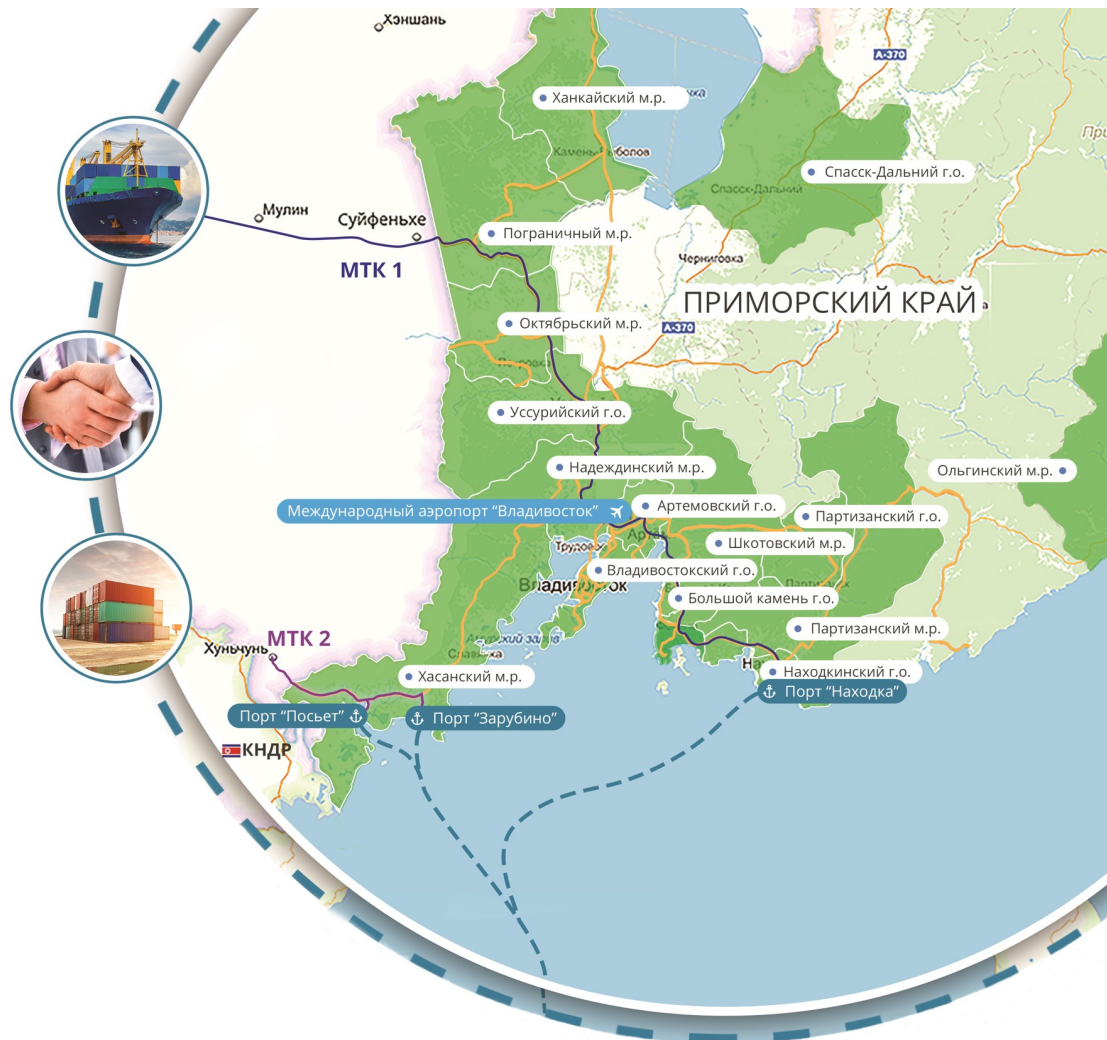 Хэншань
А-370
Ханкайский м.р.
Спасск-Дальний г.о.
Спасск-Дальний
Мулин
Суйфеньхе
Пограничный м.р.
МТК 1
Черниговка
ПРИМОРСКИЙ КРАЙ
Октябрьский м.р.
А-370
Уссурийский г.о.
Надеждинский м.р.
Ольгинский м.р.
Международный аэропорт “Владивосток”
Артемовский г.о.
Партизанский г.о.
Шкотовский м.р.
Владивостокский г.о.
Владивосток
Большой камень г.о.
Партизанский м.р.
МТК 2
Хуньчунь
Хасанский м.р.
Находкинский г.о.
Порт “Находка”
Порт “Посьет”
Порт “Зарубино”
КНДР